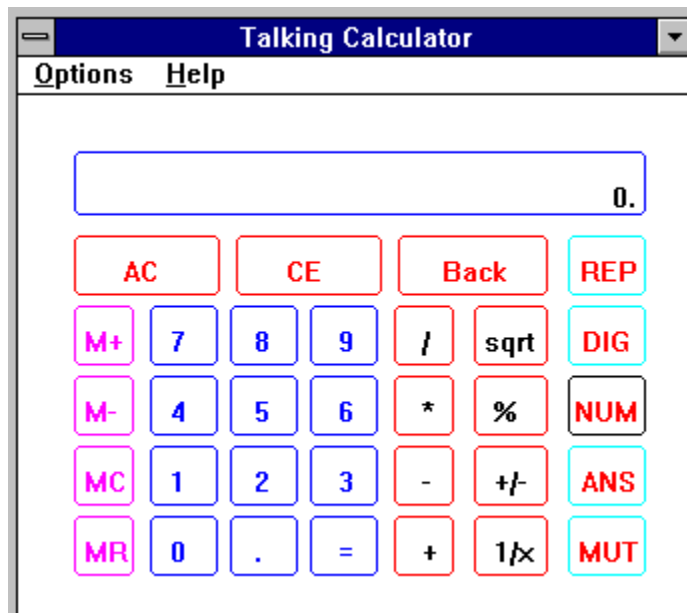 Talking Calculator
Options Help
0.
AC CE Back REP
M+ 7 8 9 / sqrt DIG
M- 4 5 6 * % NUM
MC 1 2 3 - +/- ANS
MR 0 . = + 1/x MUT